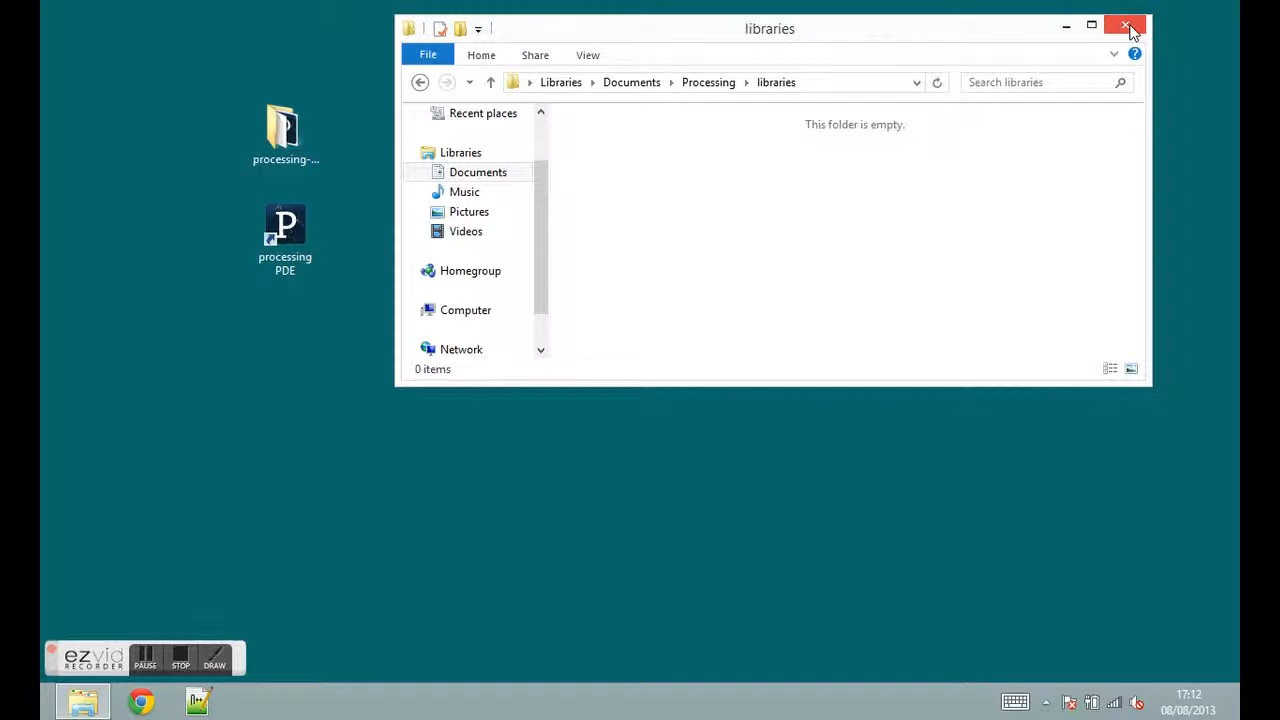 libraries
File Home Share View
Libraries Documents Processing libraries
Search libraries
Recent places
This folder is empty.
Libraries
Documents
Music
Pictures
Videos
Homegroup
Computer
Network
0 items
processing-...
P
processing
PDE
ezvid
RECORDER
PAUSE STOP DRAW
17:12
08/08/2013